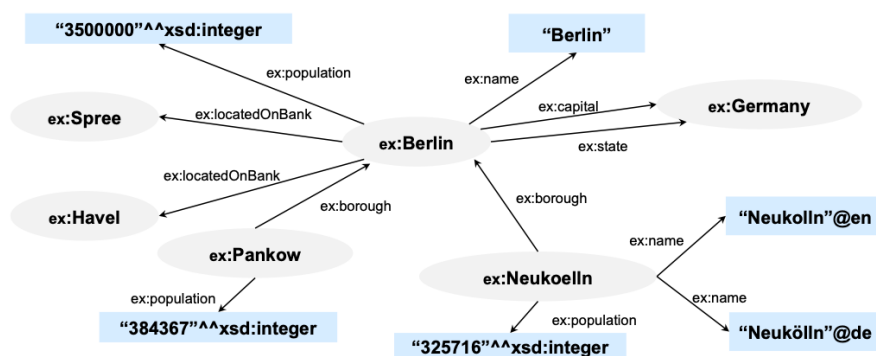 “3500000”^^xsd:integer
“Berlin”
ex:population
ex:name
ex:capital
ex:Germany
ex:Spree
ex:locatedOnBank
ex:Berlin
ex:state
ex:locatedOnBank
ex:borough
ex:borough
ex:Havel
ex:Pankow
ex:name
“Neukolln”@en
ex:Neukoelln
ex:population
ex:name
“384367”^^xsd:integer
ex:population
“325716”^^xsd:integer
“Neukölln”@de